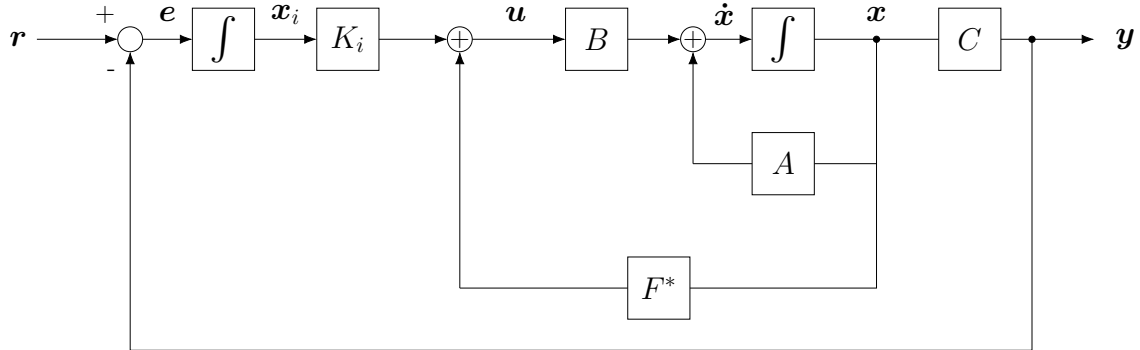 + e ∫ x_i K_i + u B + ẋ ∫ x C y
r
-
A
F*